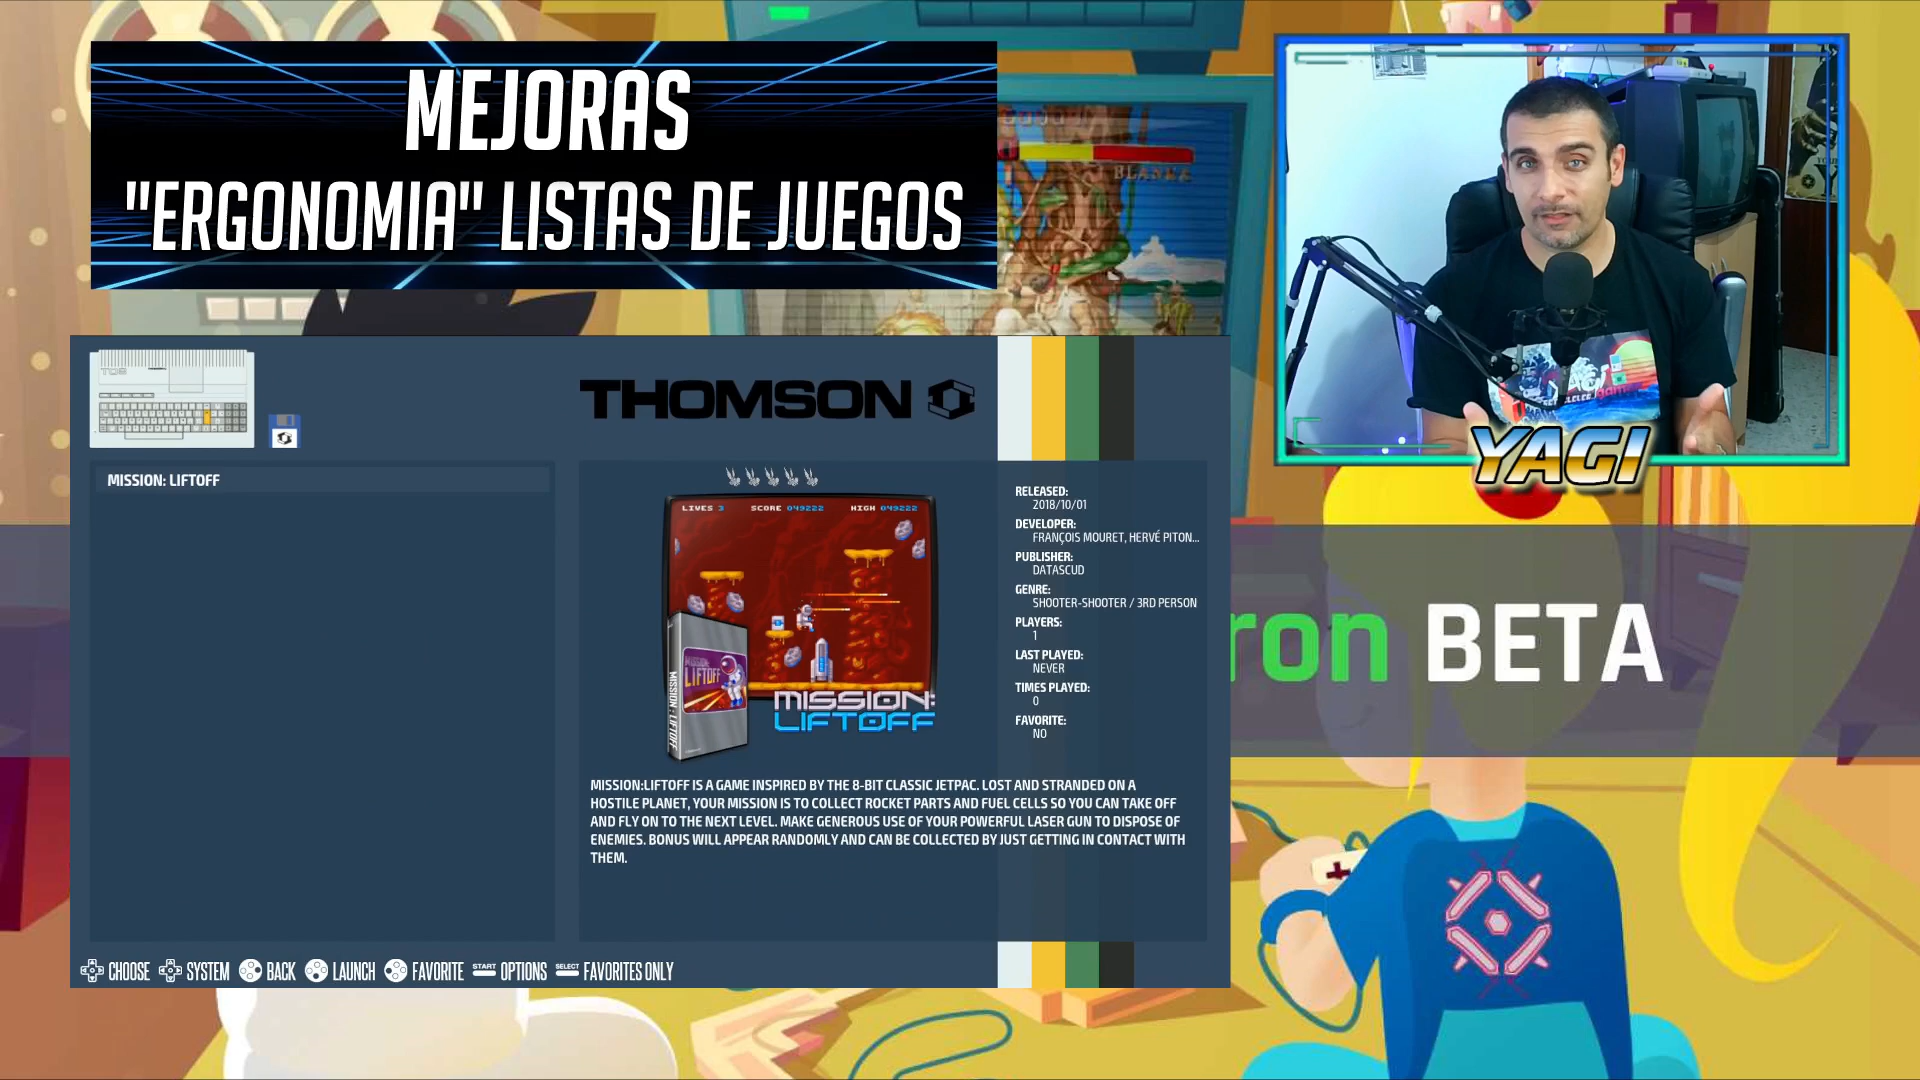 MEJORAS
"ERGONOMIA" LISTAS DE JUEGOS
BLANKA
YAGI
THOMSON
MISSION: LIFTOFF
LIVES 3 SCORE 049222 HIGH 049222
MISSION:
LIFTOFF
MISSION: LIFTOFF
MISSION:
LIFTOFF
RELEASED:
2018/10/01
DEVELOPER:
FRANÇOIS MOURET, HERVÉ PITON...
PUBLISHER:
DATASCUD
GENRE:
SHOOTER-SHOOTER / 3RD PERSON
PLAYERS:
1
LAST PLAYED:
NEVER
TIMES PLAYED:
0
FAVORITE:
NO
MISSION:LIFTOFF IS A GAME INSPIRED BY THE 8-BIT CLASSIC JETPAC. LOST AND STRANDED ON A
HOSTILE PLANET, YOUR MISSION IS TO COLLECT ROCKET PARTS AND FUEL CELLS SO YOU CAN TAKE OFF
AND FLY ON TO THE NEXT LEVEL. MAKE GENEROUS USE OF YOUR POWERFUL LASER GUN TO DISPOSE OF
ENEMIES. BONUS WILL APPEAR RANDOMLY AND CAN BE COLLECTED BY JUST GETTING IN CONTACT WITH
THEM.
ron BETA
CHOOSE SYSTEM BACK LAUNCH FAVORITE START OPTIONS SELECT FAVORITES ONLY